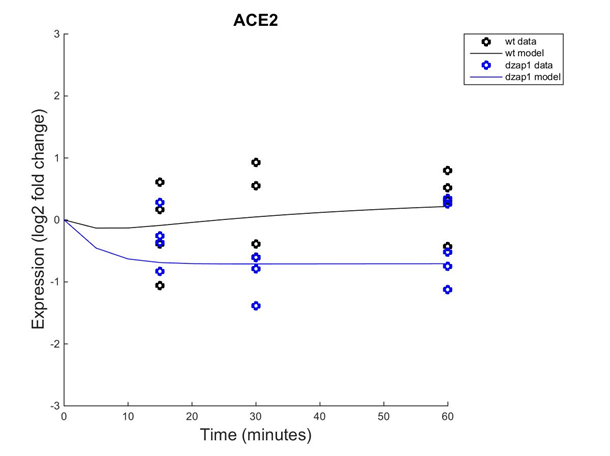 ACE2
wt data
wt model
dzap1 data
dzap1 model
Expression (log2 fold change)
3
2
1
0
-1
-2
-3
0 10 20 30 40 50 60
Time (minutes)